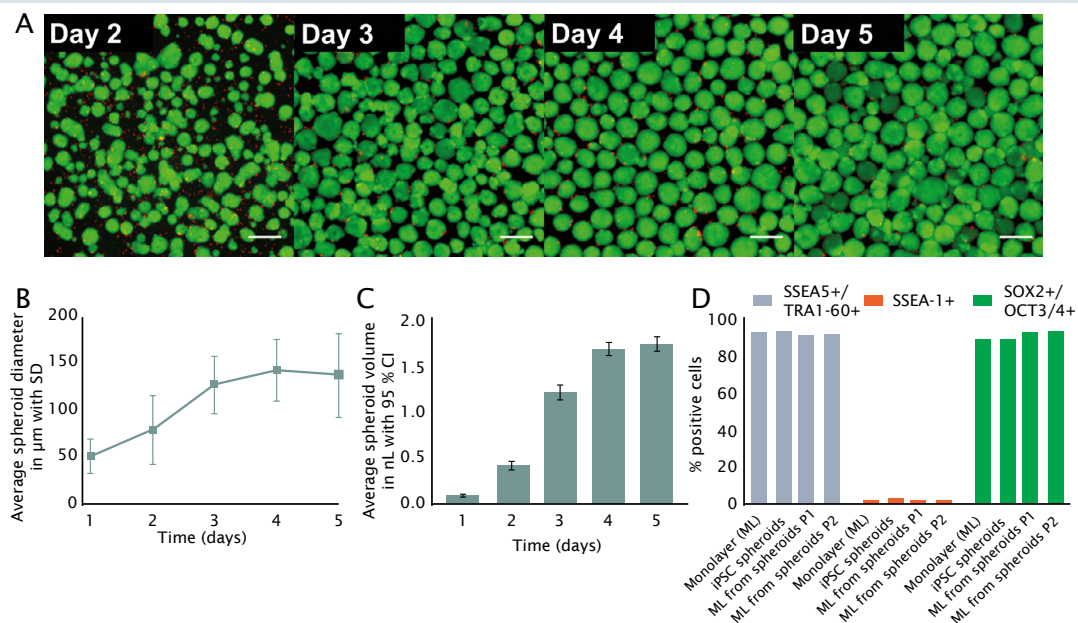 A
Day 2
Day 3
Day 4
Day 5
B
Average spheroid diameter
in µm with SD
200
150
100
50
0
1 2 3 4 5
Time (days)
C
Average spheroid volume
in nL with 95 % CI
2.0
1.5
1.0
0.5
0.0
1 2 3 4 5
Time (days)
D
SSEA5+/
TRA1-60+
SSEA-1+
SOX2+/
OCT3/4+
% positive cells
100
80
60
40
20
0
Monolayer (ML)
iPSC spheroids
ML from spheroids P1
ML from spheroids P2
Monolayer (ML)
iPSC spheroids
ML from spheroids P1
ML from spheroids P2
Monolayer (ML)
iPSC spheroids
ML from spheroids P1
ML from spheroids P2